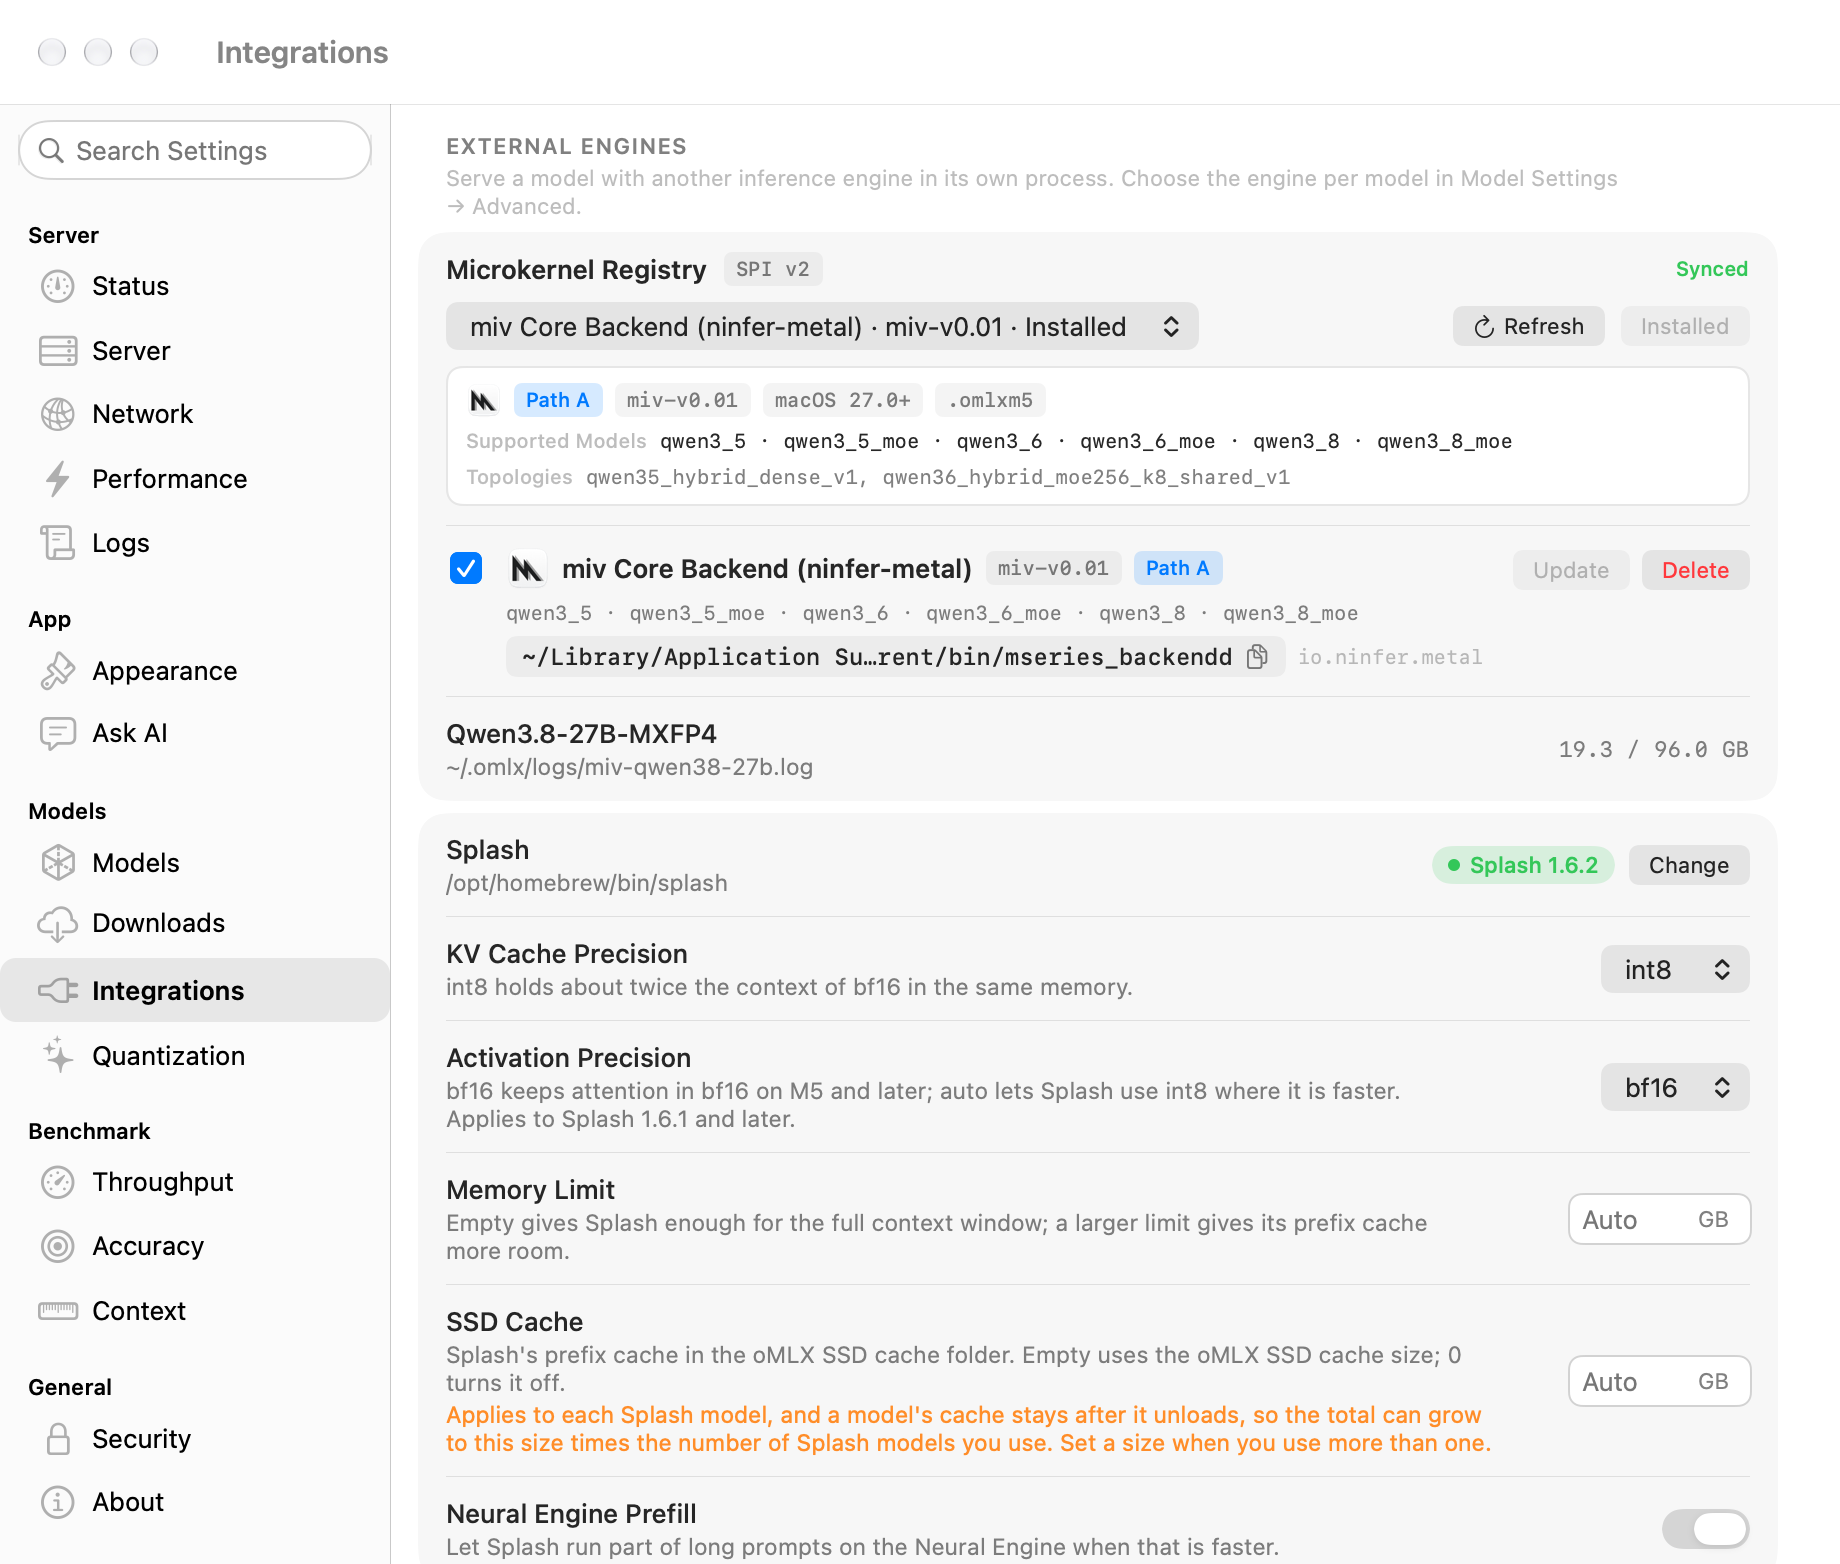 Integrations
Search Settings
Server
Status
Server
Network
Performance
Logs
App
Appearance
Ask AI
Models
Models
Downloads
Integrations
Quantization
Benchmark
Throughput
Accuracy
Context
General
Security
About
EXTERNAL ENGINES
Serve a model with another inference engine in its own process. Choose the engine per model in Model Settings
→ Advanced.
Microkernel Registry SPI v2 Synced
miv Core Backend (ninfer-metal) · miv-v0.01 · Installed Refresh Installed
Path A miv-v0.01 macOS 27.0+ .omlxm5
Supported Models qwen3_5 · qwen3_5_moe · qwen3_6 · qwen3_6_moe · qwen3_8 · qwen3_8_moe
Topologies qwen35_hybrid_dense_v1, qwen36_hybrid_moe256_k8_shared_v1
miv Core Backend (ninfer-metal) miv-v0.01 Path A Update Delete
qwen3_5 · qwen3_5_moe · qwen3_6 · qwen3_6_moe · qwen3_8 · qwen3_8_moe
~/Library/Application Su…rent/bin/mseries_backendd io.ninfer.metal
Qwen3.8-27B-MXFP4
~/.omlx/logs/miv-qwen38-27b.log
19.3 / 96.0 GB
Splash
/opt/homebrew/bin/splash
Splash 1.6.2 Change
KV Cache Precision
int8 holds about twice the context of bf16 in the same memory.
int8
Activation Precision
bf16 keeps attention in bf16 on M5 and later; auto lets Splash use int8 where it is faster.
Applies to Splash 1.6.1 and later.
bf16
Memory Limit
Empty gives Splash enough for the full context window; a larger limit gives its prefix cache
more room.
Auto GB
SSD Cache
Splash's prefix cache in the oMLX SSD cache folder. Empty uses the oMLX SSD cache size; 0
turns it off.
Applies to each Splash model, and a model's cache stays after it unloads, so the total can grow
to this size times the number of Splash models you use. Set a size when you use more than one.
Auto GB
Neural Engine Prefill
Let Splash run part of long prompts on the Neural Engine when that is faster.